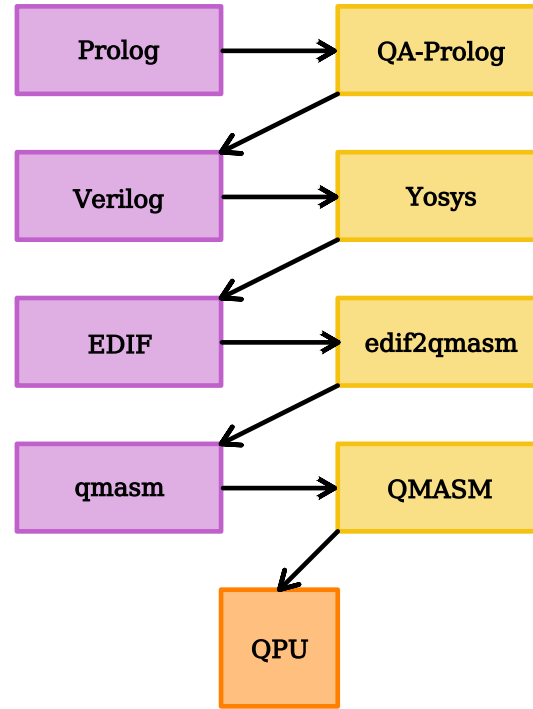 Prolog
QA-Prolog
Verilog
Yosys
EDIF
edif2qmasm
qmasm
QMASM
QPU